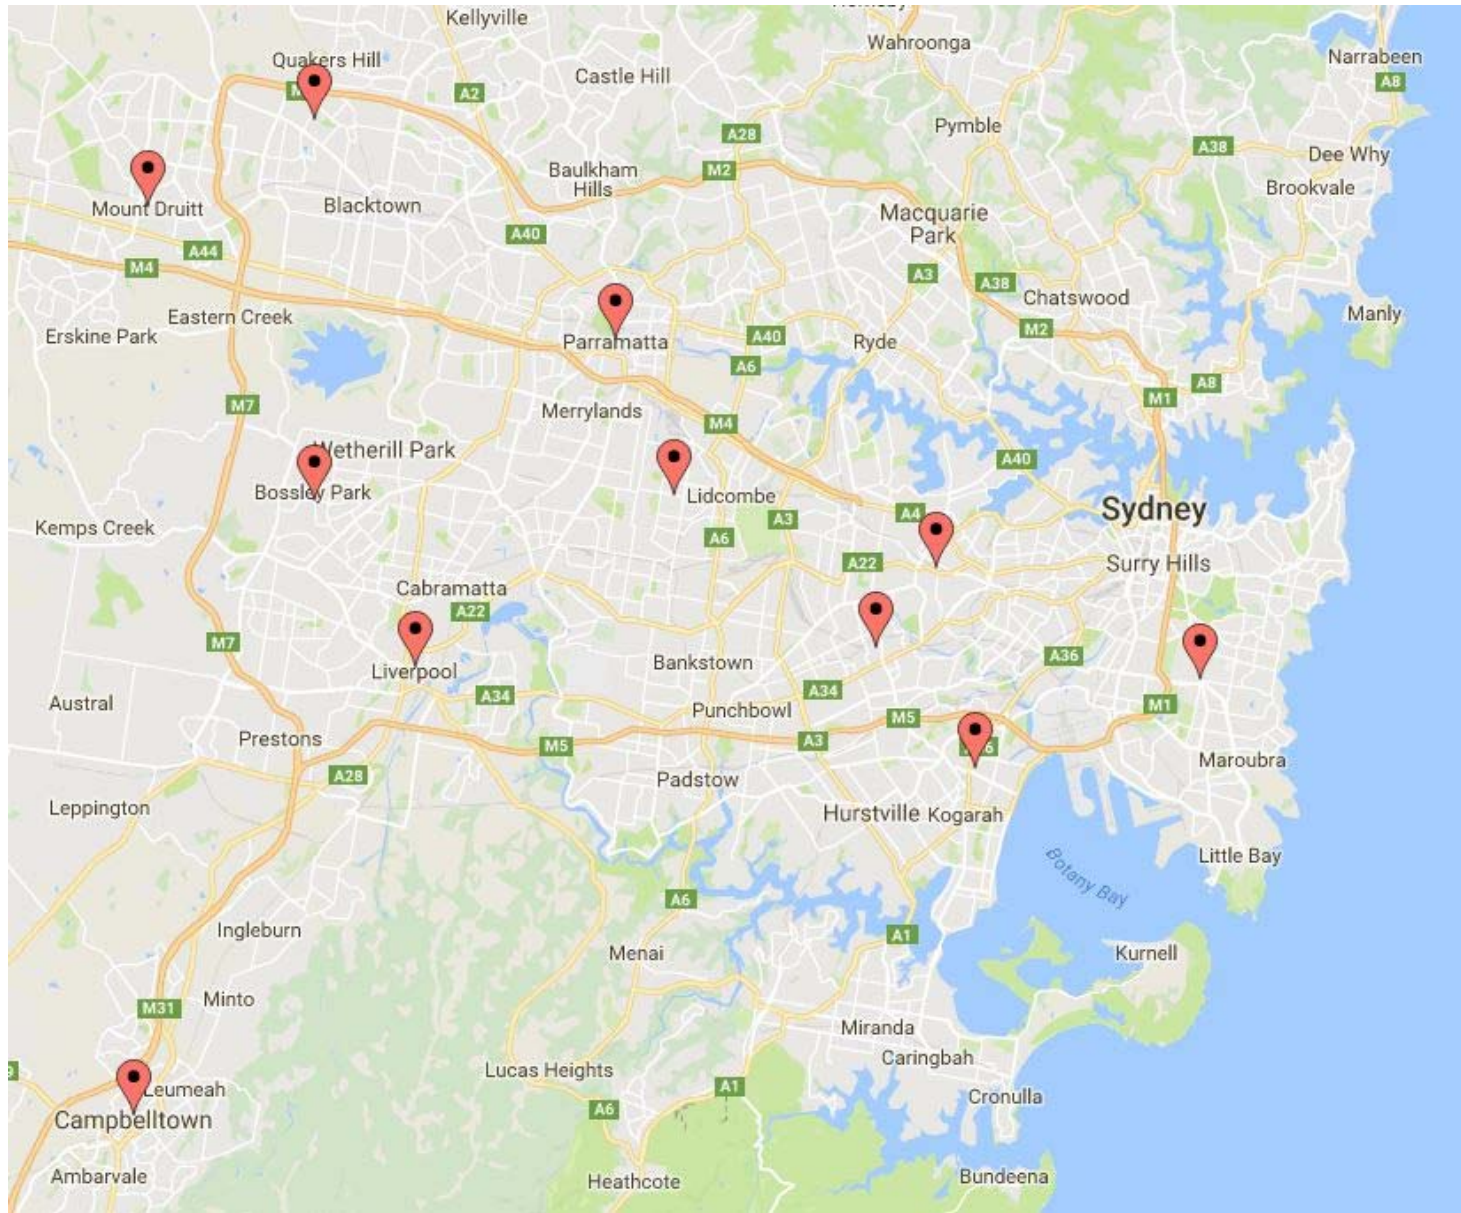 Kellyville
Wahroonga
Narrabeen
Quakers Hill
Castle Hill
A8
A2
Pymble
A28
A38
Dee Why
Baulkham
Hills
M2
Brookvale
Mount Druitt
Blacktown
Macquarie
Park
A40
A44
M4
A3
A38
Chatswood
Eastern Creek
Manly
Erskine Park
Parramatta
A40
Ryde
M2
A6
A8
M7
Merrylands
M1
M4
Wetherill Park
A40
Bossley Park
Lidcombe
Sydney
Kemps Creek
A3
A4
A6
A22
Surry Hills
Cabramatta
A22
M7
Bankstown
A36
Liverpool
A34
A34
Austral
Punchbowl
M5
M1
Prestons
M5
A3
Maroubra
A28
Padstow
Leppington
Hurstville
Kogarah
Little Bay
Botany Bay
A6
Ingleburn
A1
Menai
Kurnell
Minto
M31
Miranda
Caringbah
Lucas Heights
Leumeah
A1
Cronulla
Campbelltown
A6
Ambarvale
Heathcote
Bundeena